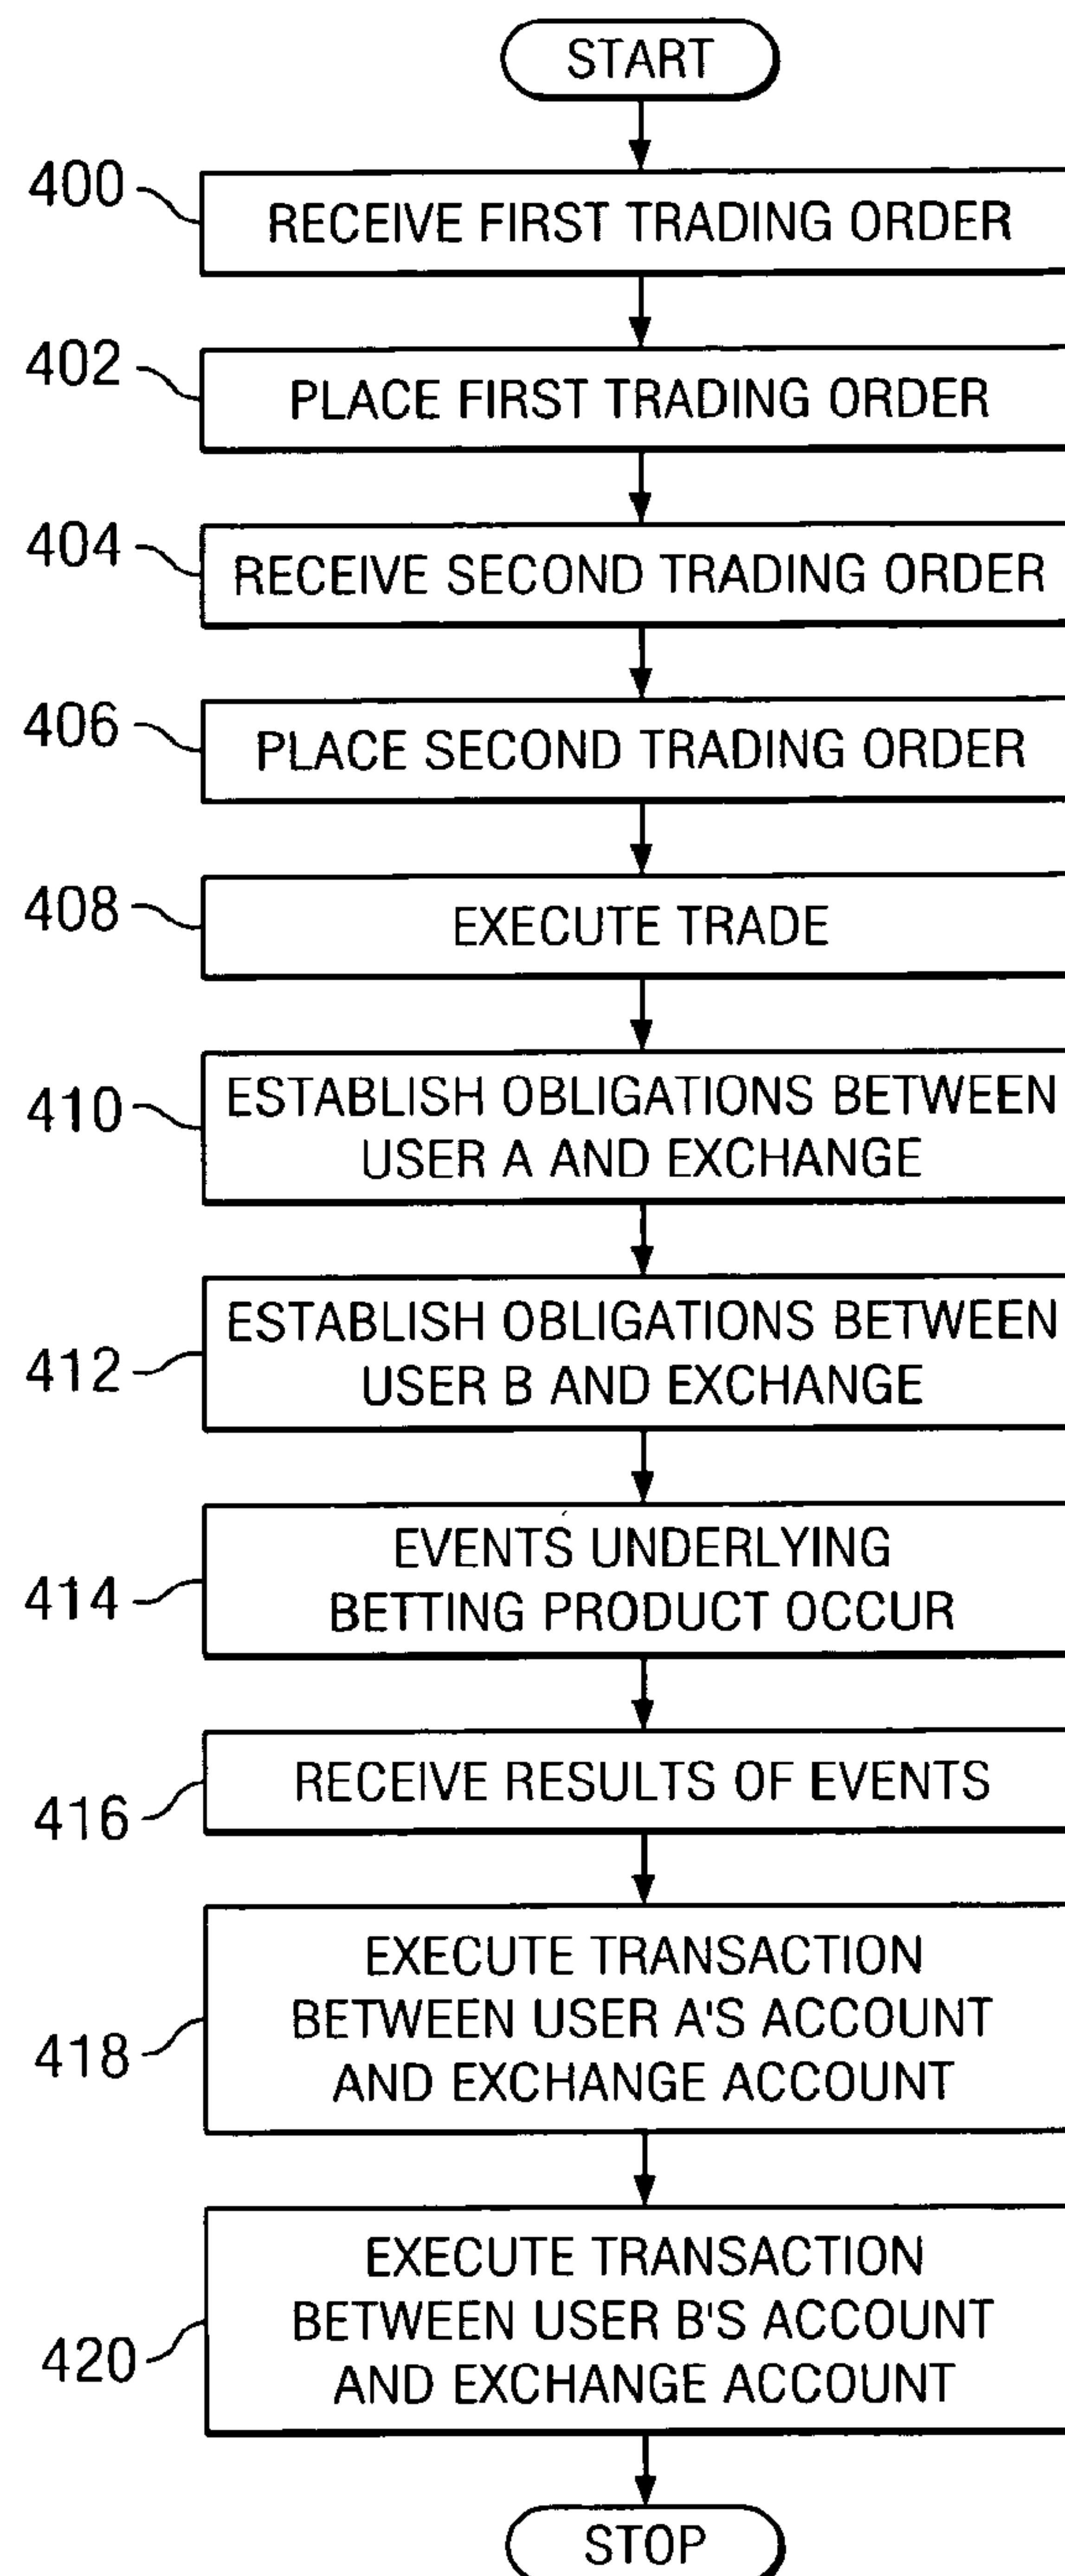 START
400
RECEIVE FIRST TRADING ORDER
402
PLACE FIRST TRADING ORDER
404
RECEIVE SECOND TRADING ORDER
406
PLACE SECOND TRADING ORDER
408
EXECUTE TRADE
410
ESTABLISH OBLIGATIONS BETWEEN
USER A AND EXCHANGE
412
ESTABLISH OBLIGATIONS BETWEEN
USER B AND EXCHANGE
414
EVENTS UNDERLYING
BETTING PRODUCT OCCUR
416
RECEIVE RESULTS OF EVENTS
418
EXECUTE TRANSACTION
BETWEEN USER A'S ACCOUNT
AND EXCHANGE ACCOUNT
420
EXECUTE TRANSACTION
BETWEEN USER B'S ACCOUNT
AND EXCHANGE ACCOUNT
STOP